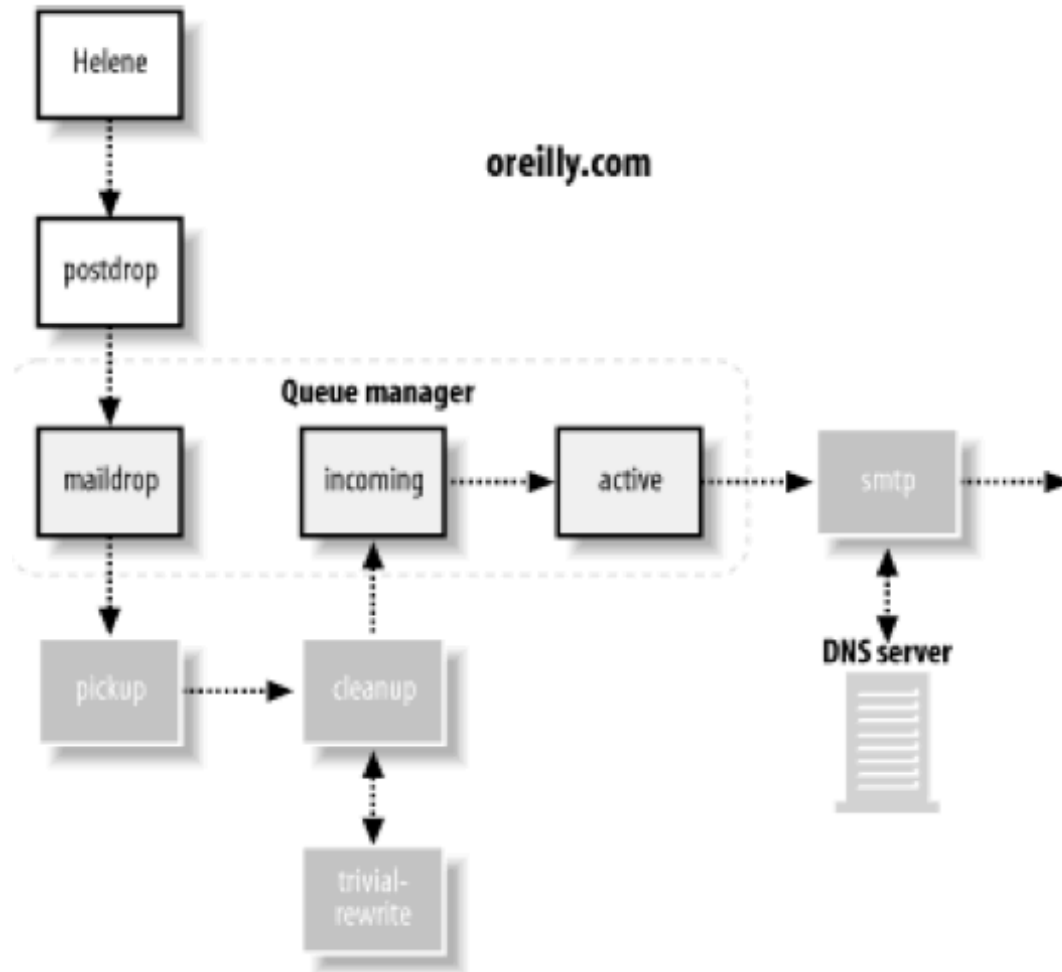 Helene
oreilly.com
postdrop
Queue manager
maildrop
incoming
active
smtp
pickup
cleanup
DNS server
trivial-
rewrite